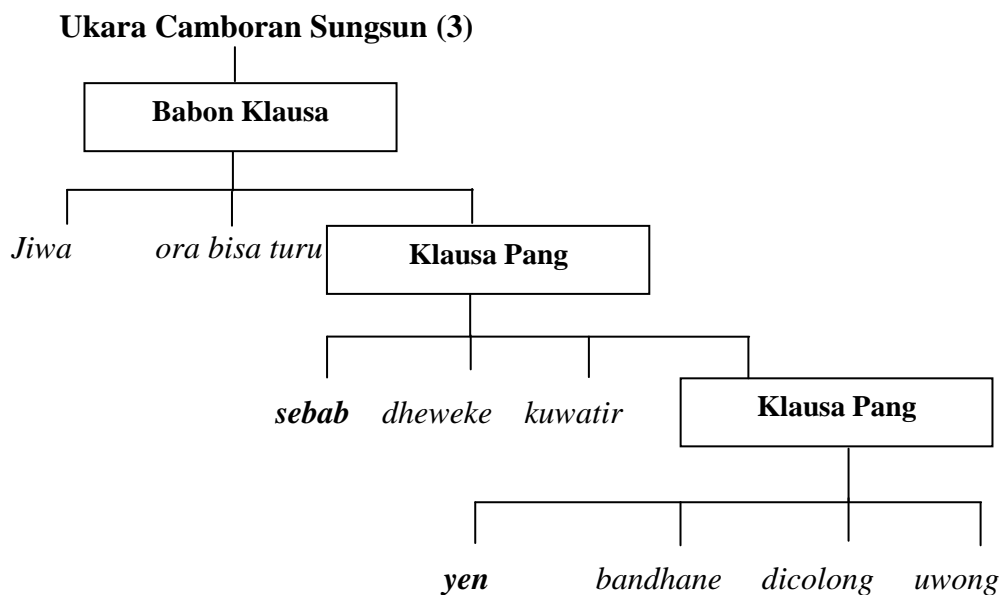 Ukara Camboran Sungsun (3)
Babon Klausa
Jiwa ora bisa turu Klausa Pang
sebab dheweke kuwatir Klausa Pang
yen bandhane dicolong uwong